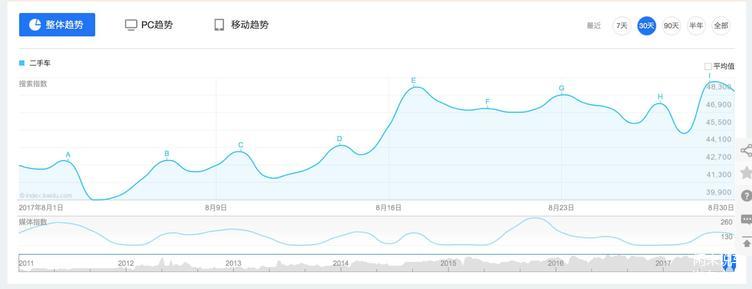 整体趋势 PC趋势 移动趋势 最近 7天 30天 90天 半年 全部
二手车 平均值
搜索指数
A B C D E F G H I
48,300
46,900
45,500
44,100
42,700
41,300
39,900
© index.baidu.com
2017年8月1日 8月9日 8月16日 8月23日 8月30日
媒体指数 260
130
2011 2012 2013 2014 2015 2016 2017